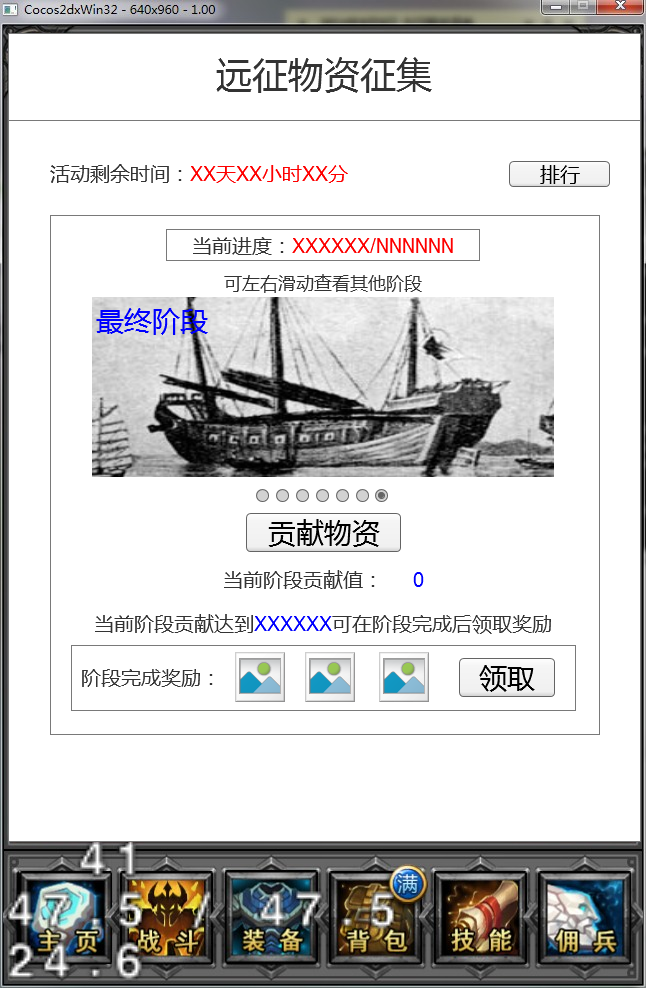 Cocos2dxWin32 - 640x960 - 1.00
远征物资征集
活动剩余时间：XX天XX小时XX分
排行
当前进度：XXXXXX/NNNNNN
可左右滑动查看其他阶段
最终阶段
贡献物资
当前阶段贡献值： 0
当前阶段贡献达到XXXXXX可在阶段完成后领取奖励
阶段完成奖励： 领取
41
满
47.5 / 47.5
主页 战斗 装备 背包 技能 佣兵
24.6